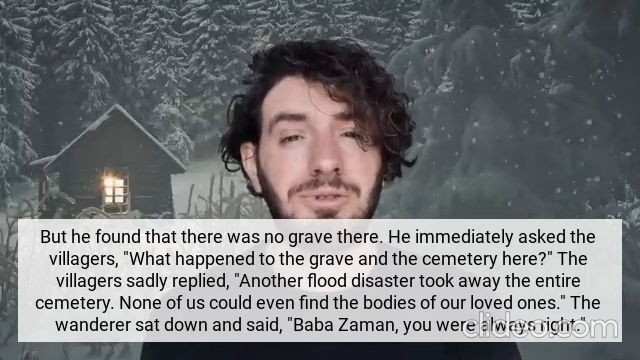 But he found that there was no grave there. He immediately asked the
villagers, "What happened to the grave and the cemetery here?" The
villagers sadly replied, "Another flood disaster took away the entire
cemetery. None of us could even find the bodies of our loved ones." The
wanderer sat down and said, "Baba Zaman, you were always right."
clideo.com